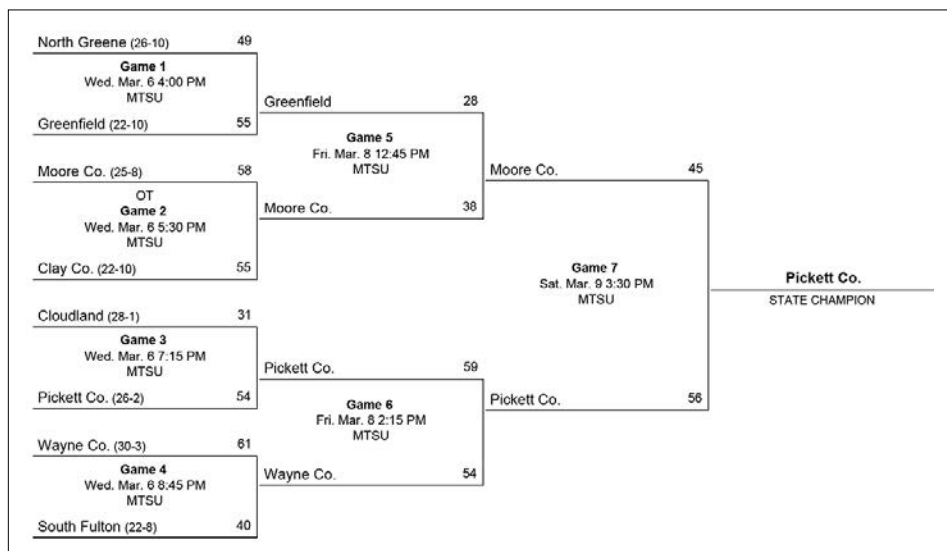 North Greene (26-10) 49
Game 1
Wed. Mar. 6 4:00 PM
MTSU
Greenfield (22-10) 55
Moore Co. (25-8) 58
OT
Game 2
Wed. Mar. 6 5:30 PM
MTSU
Clay Co. (22-10) 55
Cloudland (28-1) 31
Game 3
Wed. Mar. 6 7:15 PM
MTSU
Pickett Co. (26-2) 54
Wayne Co. (30-3) 61
Game 4
Wed. Mar. 6 8:45 PM
MTSU
South Fulton (22-8) 40
Greenfield 28
Game 5
Fri. Mar. 8 12:45 PM
MTSU
Moore Co. 38
Pickett Co. 59
Game 6
Fri. Mar. 8 2:15 PM
MTSU
Wayne Co. 54
Moore Co. 45
Game 7
Sat. Mar. 9 3:30 PM
MTSU
Pickett Co. 56
Pickett Co.
STATE CHAMPION